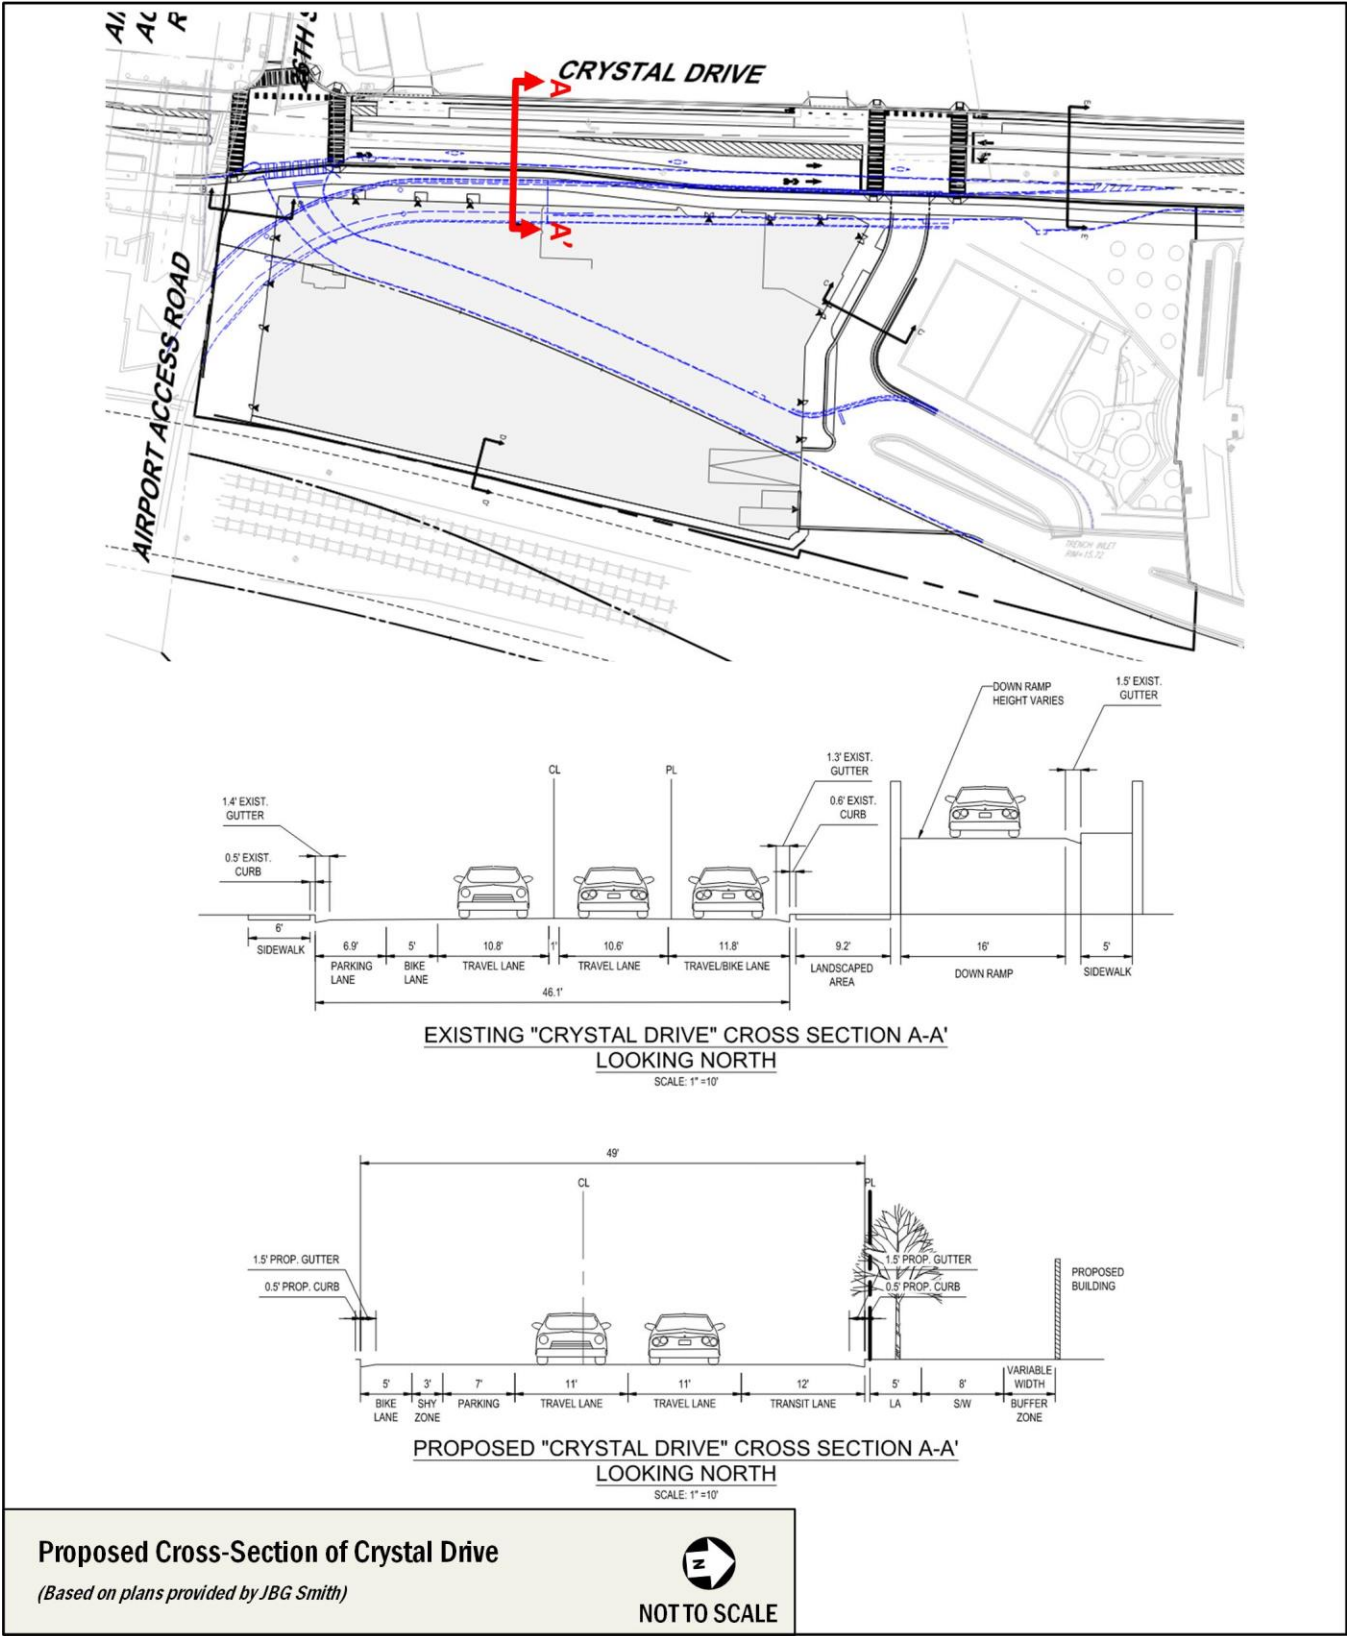 AIRPORT ACCESS ROAD
CRYSTAL DRIVE
A
A'
TRENCH INLET
RIM=15.72
DOWN RAMP
HEIGHT VARIES
1.5' EXIST.
GUTTER
CL
PL
1.3' EXIST.
GUTTER
0.6' EXIST.
CURB
1.4' EXIST.
GUTTER
0.5' EXIST.
CURB
6'
SIDEWALK
6.9'
PARKING
LANE
5'
BIKE
LANE
10.8'
TRAVEL LANE
1'
10.6'
TRAVEL LANE
11.8'
TRAVEL/BIKE LANE
9.2'
LANDSCAPED
AREA
16'
DOWN RAMP
5'
SIDEWALK
46.1'
EXISTING "CRYSTAL DRIVE" CROSS SECTION A-A'
LOOKING NORTH
SCALE: 1" =10'
49'
CL
PL
1.5' PROP. GUTTER
0.5' PROP. CURB
1.5' PROP. GUTTER
0.5' PROP. CURB
PROPOSED
BUILDING
5'
BIKE
LANE
3'
SHY
ZONE
7'
PARKING
11'
TRAVEL LANE
11'
TRAVEL LANE
12'
TRANSIT LANE
5'
LA
8'
S/W
VARIABLE
WIDTH
BUFFER
ZONE
PROPOSED "CRYSTAL DRIVE" CROSS SECTION A-A'
LOOKING NORTH
SCALE: 1" =10'
Proposed Cross-Section of Crystal Drive
(Based on plans provided by JBG Smith)
N
NOT TO SCALE